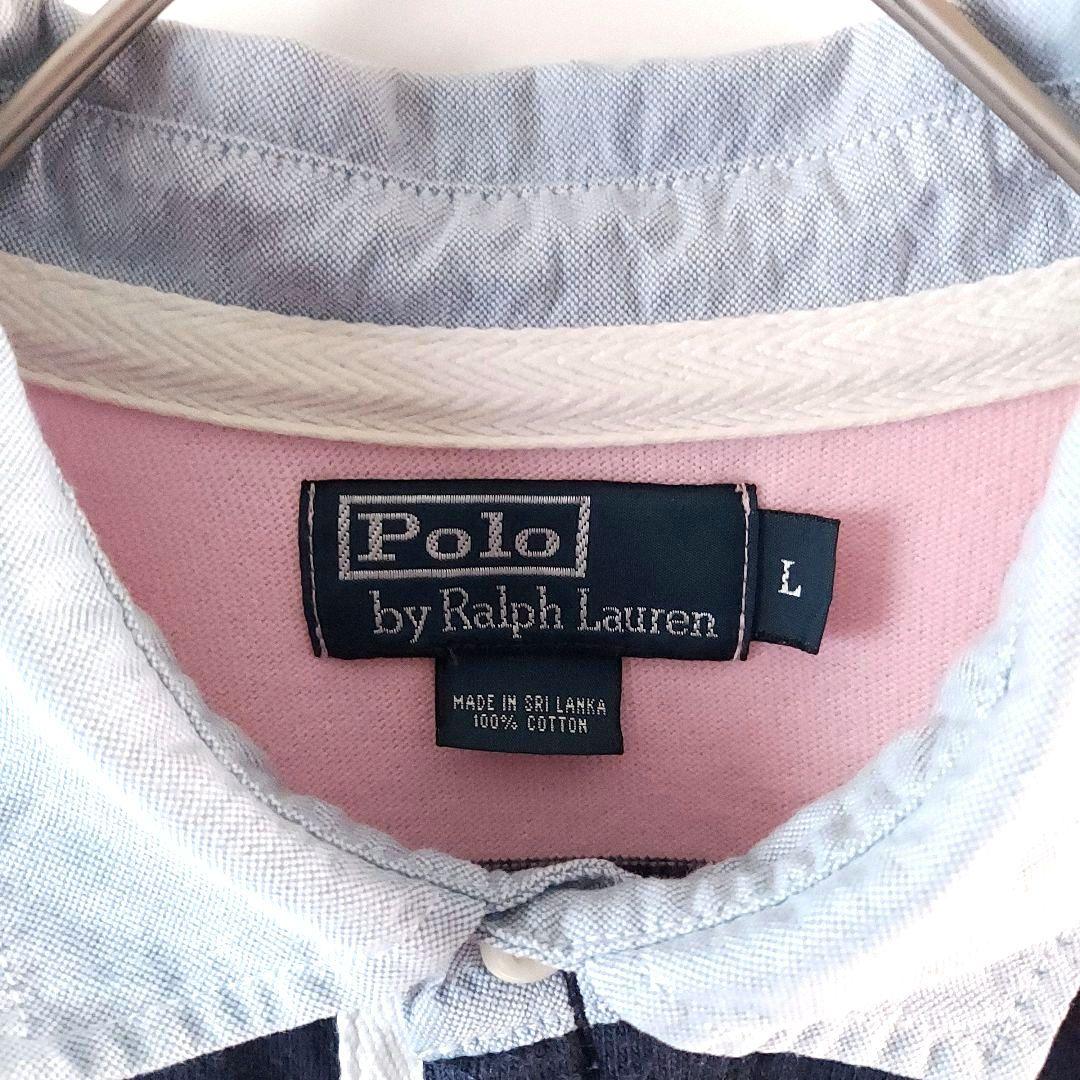 Polo
by Ralph Lauren
L
MADE IN SRI LANKA
100% COTTON